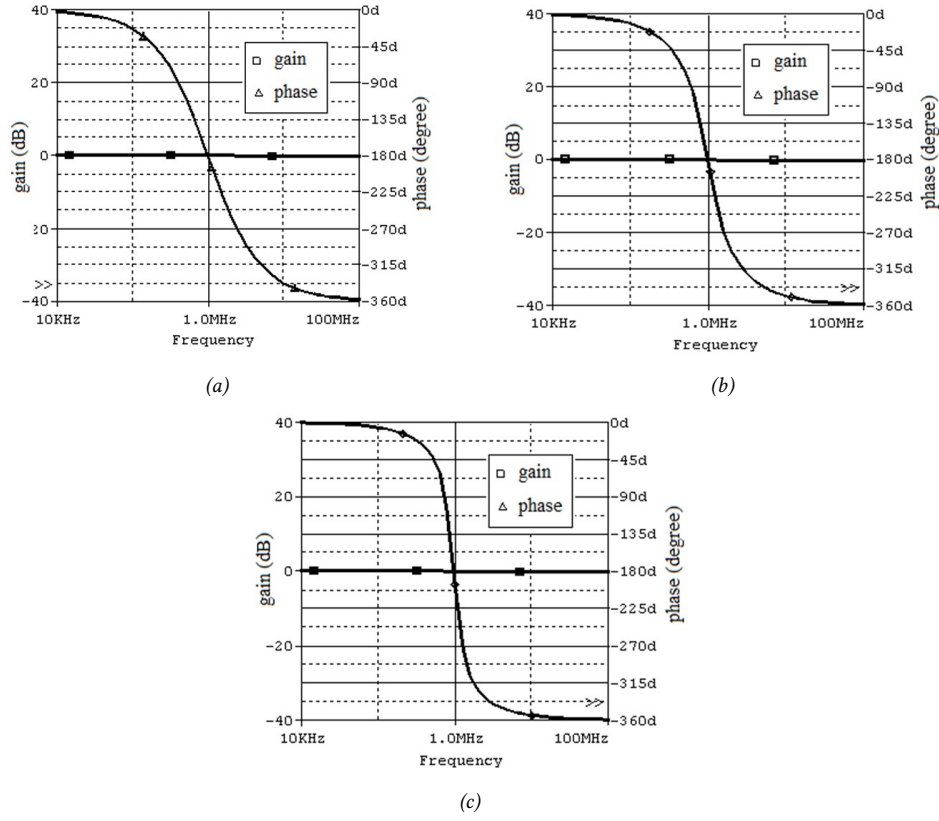 40
20
0
20
-40
gain (dB)
>>
gain
phase
0d
-45d
-90d
-135d
-180d
-225d
-270d
-315d
-360d
phase (degree)
10KHz 1.0MHz 100MHz
Frequency
(a)
40
20
0
20
-40
gain (dB)
gain
phase
>>
0d
-45d
-90d
-135d
-180d
-225d
-270d
-315d
-360d
phase (degree)
10KHz 1.0MHz 100MHz
Frequency
(b)
40
20
0
-20
-40
gain (dB)
gain
phase
>>
0d
-45d
-90d
-135d
-180d
-225d
-270d
-315d
-360d
phase (degree)
10KHz 1.0MHz 100MHz
Frequency
(c)